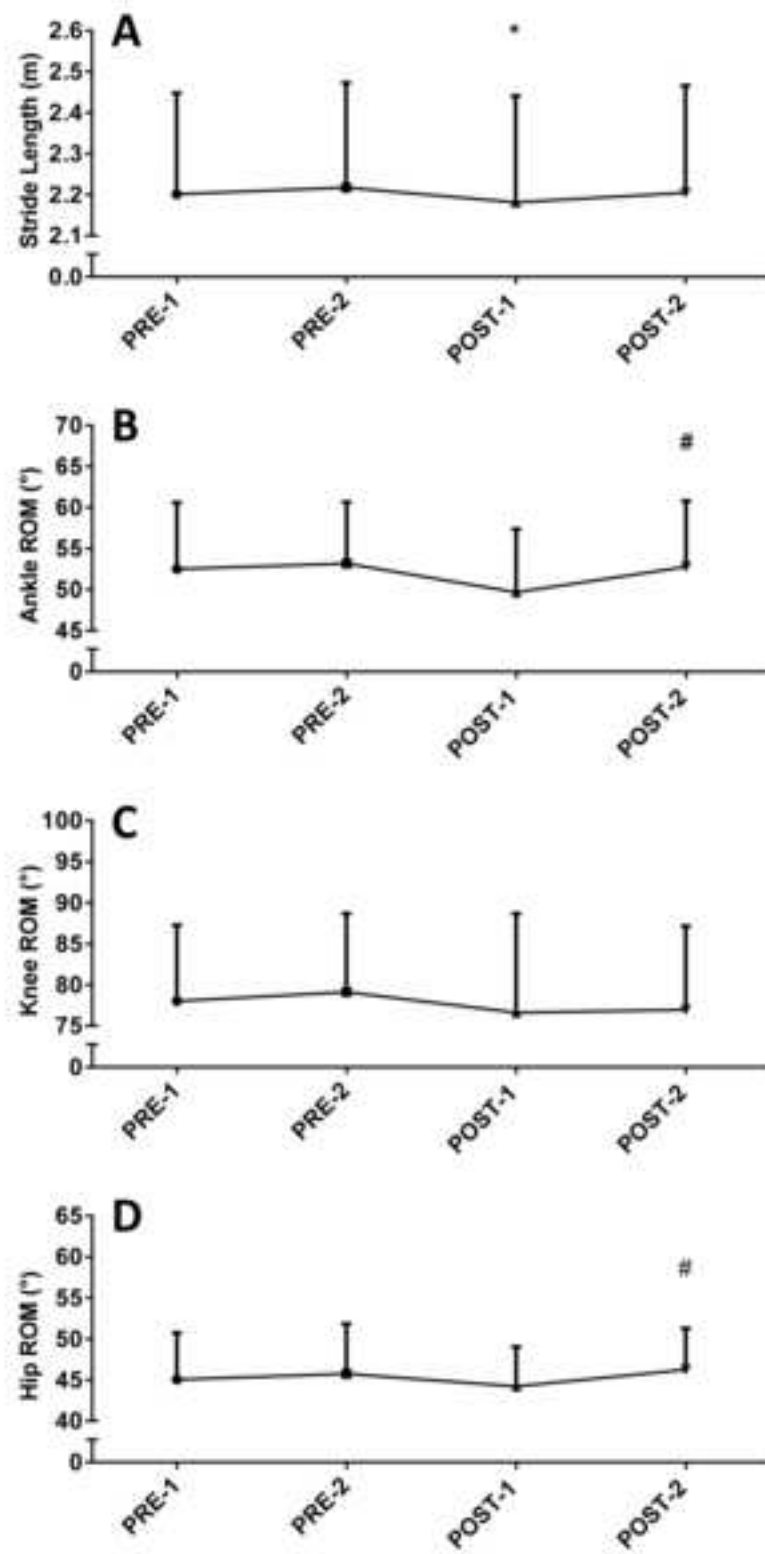 A
*
Stride Length (m)
2.6
2.5
2.4
2.3
2.2
2.1
0.0
PRE-1
PRE-2
POST-1
POST-2
B
#
Ankle ROM (°)
70
65
60
55
50
45
0
PRE-1
PRE-2
POST-1
POST-2
C
Knee ROM (°)
100
95
90
85
80
75
0
PRE-1
PRE-2
POST-1
POST-2
D
#
Hip ROM (°)
65
60
55
50
45
40
0
PRE-1
PRE-2
POST-1
POST-2